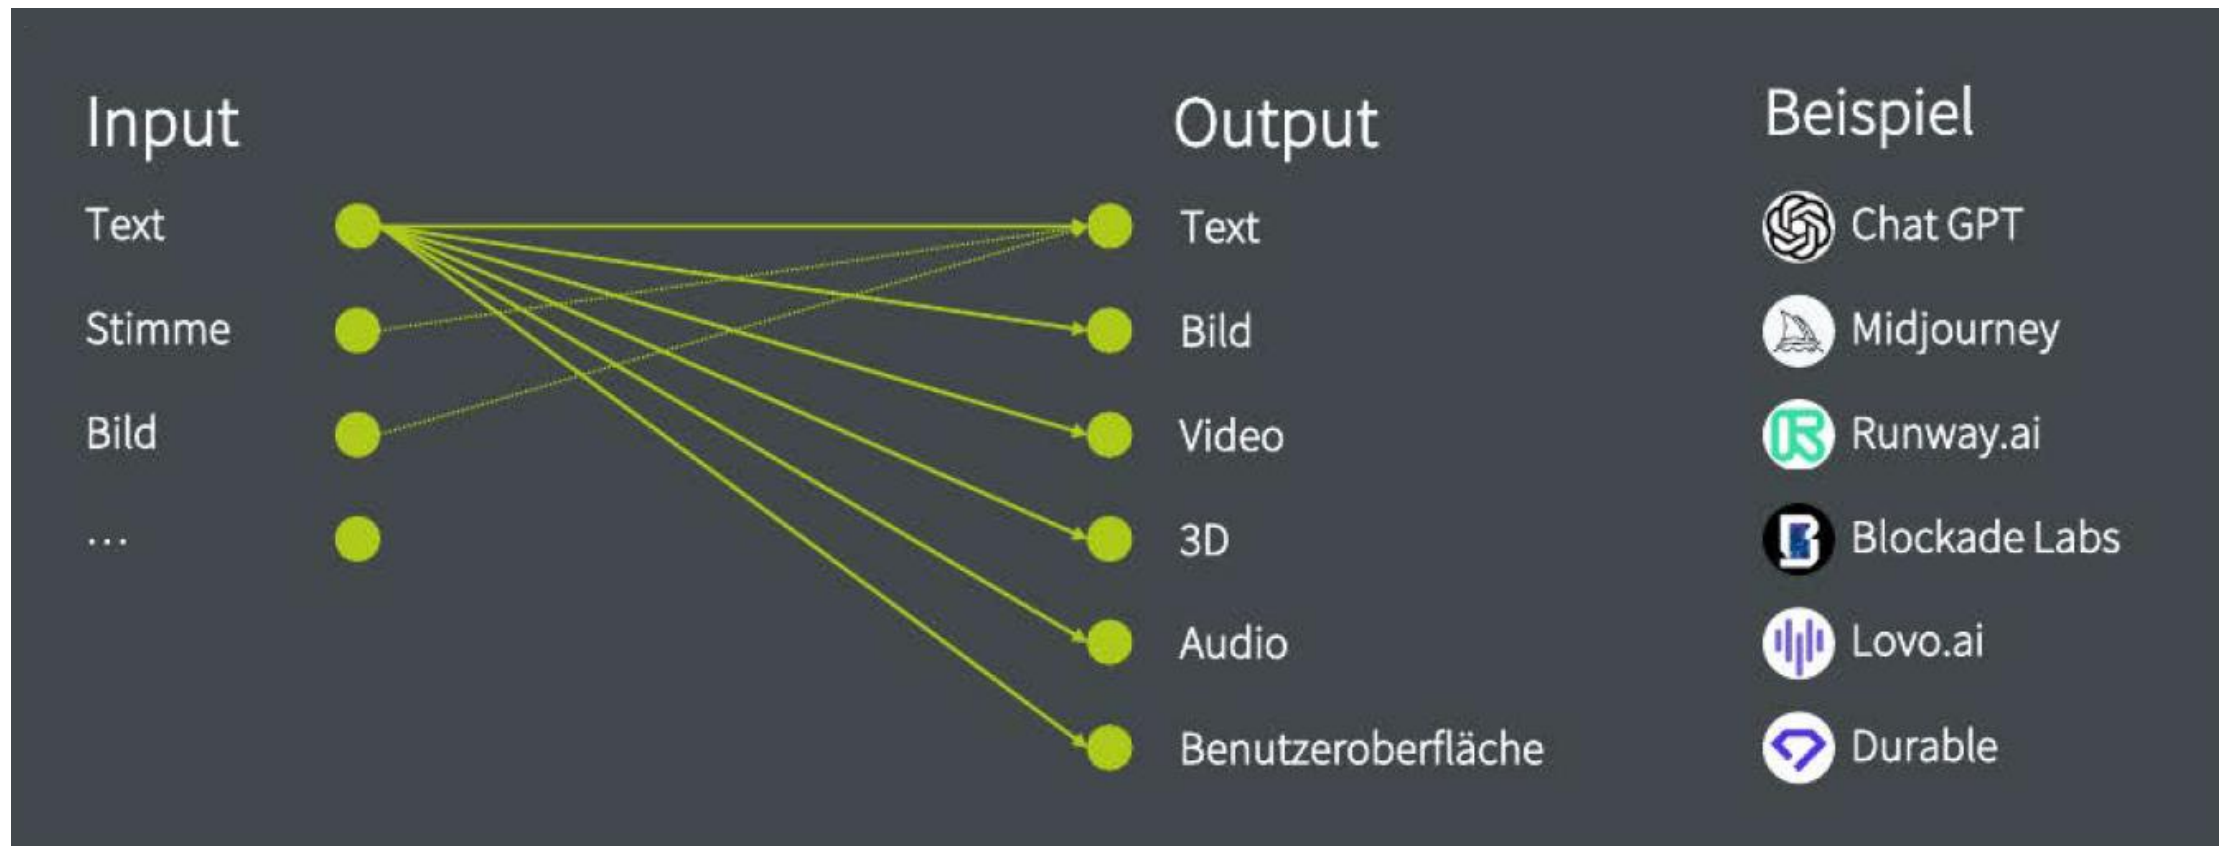 Input
Output
Beispiel
Text
Text
Chat GPT
Stimme
Bild
Midjourney
Bild
Video
Runway.ai
...
3D
Blockade Labs
Audio
Lovo.ai
Benutzeroberfläche
Durable